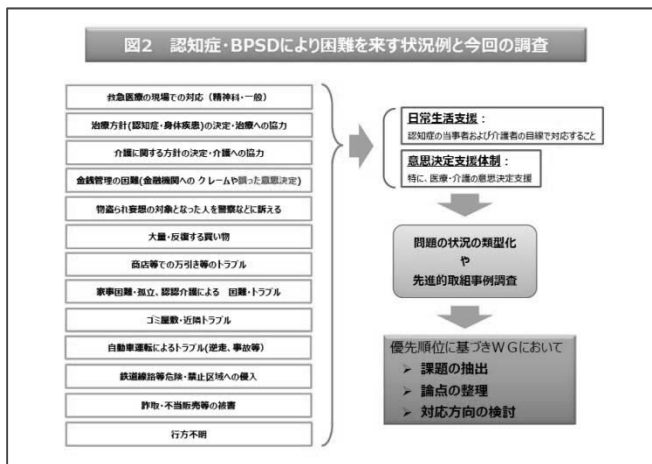 図2 認知症・BPSDにより困難を来す状況例と今回の調査
救急医療の現場での対応（精神科・一般）
治療方針(認知症・身体疾患)の決定・治療への協力
介護に関する方針の決定・介護への協力
金銭管理の困難(金融機関への クレームや誤った意思決定)
物盗られ妄想の対象となった人を警察などに訴える
大量・反復する買い物
商店等での万引き等のトラブル
家事困難・孤立、認認介護による 困難・トラブル
ゴミ屋敷・近隣トラブル
自動車運転によるトラブル(逆走、事故等)
鉄道線路等危険・禁止区域への侵入
詐取・不当販売等の被害
行方不明
日常生活支援：
認知症の当事者および介護者の目線で対応すること
意思決定支援体制：
特に、医療・介護の意思決定支援
問題の状況の類型化
や
先進的取組事例調査
優先順位に基づきWGにおいて
➢ 課題の抽出
➢ 論点の整理
➢ 対応方向の検討